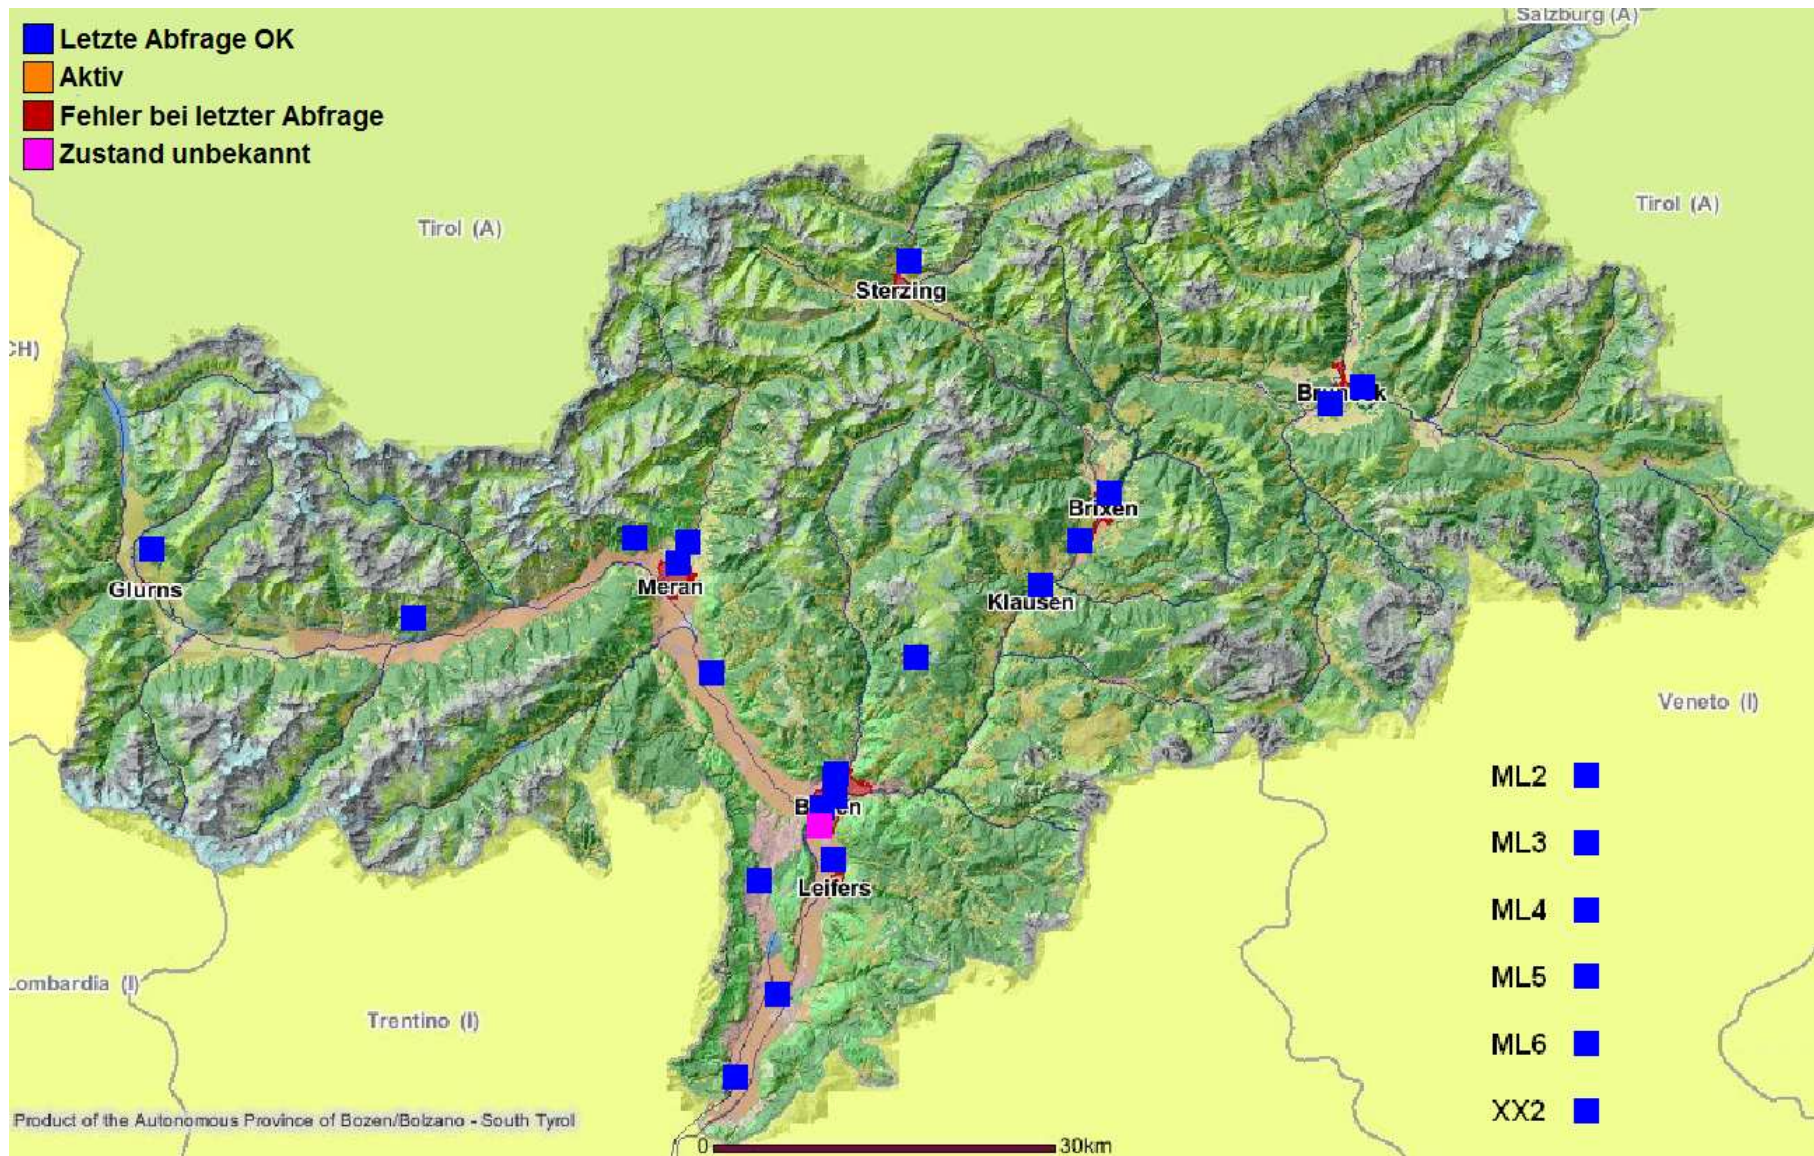 Letzte Abfrage OK
Aktiv
Fehler bei letzter Abfrage
Zustand unbekannt
Salzburg (A)
Tirol (A)
Tirol (A)
CH)
Sterzing
Brixen
Glurns
Meran
Klausen
Veneto (I)
ML2
Leifers
ML3
ML4
Lombardia (I)
ML5
Trentino (I)
ML6
XX2
Product of the Autonomous Province of Bozen/Bolzano - South Tyrol
0 30km